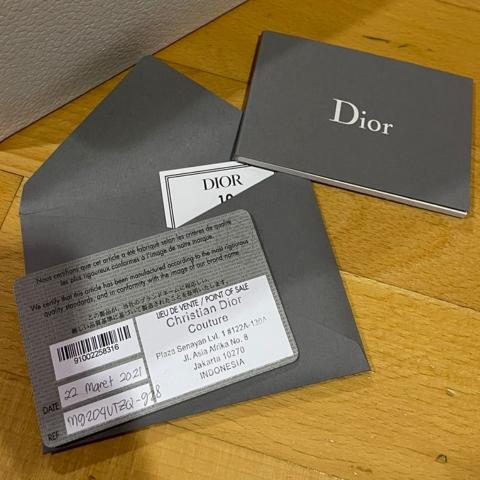 Dior
DIOR
Nous certifions que cet article a été fabriqué selon les critères de qualité
les plus rigoureux conformes à l'image de notre marque.
We certify that this article has been manufactured according to the most rigorous
quality standards, and in conformity with the image of our brand name
LIEU DE VENTE / POINT OF SALE
Christian Dior
Couture
Plaza Senayan Lvl. 1 #122A-130A
Jl. Asia Afrika No. 8
Jakarta 10270
INDONESIA
91002258316
DATE 22 Maret 2021
REF. M9204UTZQ-928